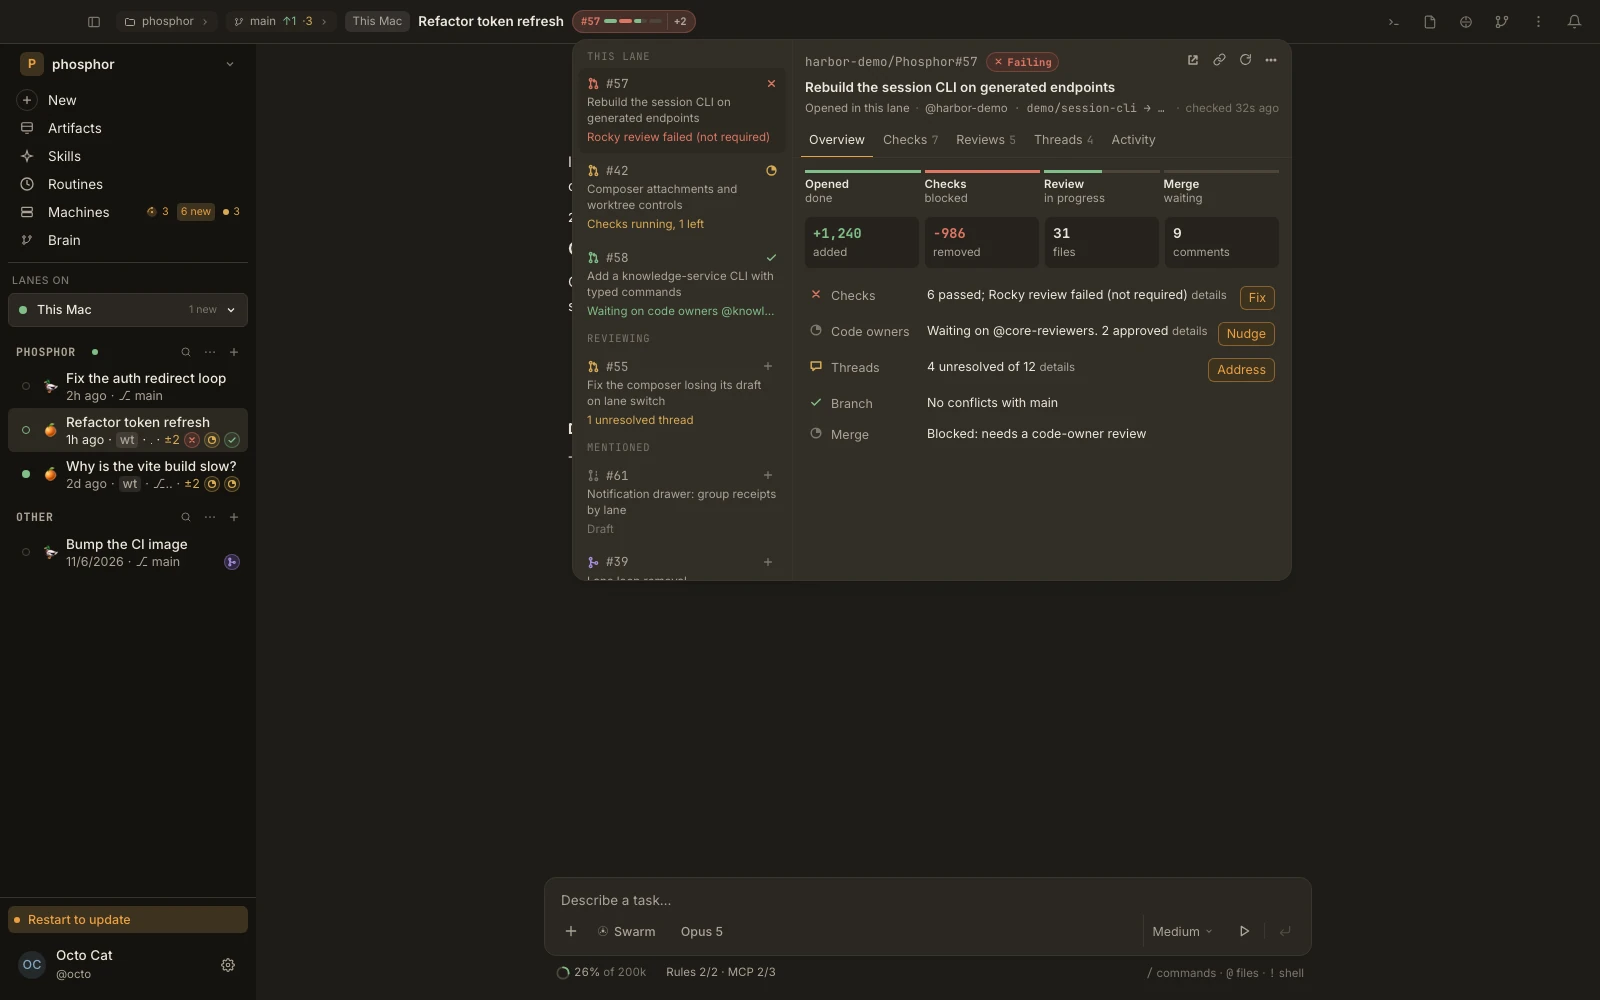 phosphor
main ↑1 ·3
This Mac
Refactor token refresh
#57 +2
P phosphor
New
Artifacts
Skills
Routines
Machines 3 6 new 3
Brain
LANES ON
This Mac 1 new
PHOSPHOR
Fix the auth redirect loop
2h ago · main
Refactor token refresh
1h ago · wt · . · ±2
Why is the vite build slow?
2d ago · wt · .. · ±2
OTHER
Bump the CI image
11/6/2026 · main
Restart to update
OC Octo Cat
@octo
THIS LANE
#57
Rebuild the session CLI on
generated endpoints
Rocky review failed (not required)
#42
Composer attachments and
worktree controls
Checks running, 1 left
#58
Add a knowledge-service CLI with
typed commands
Waiting on code owners @knowl...
REVIEWING
#55
Fix the composer losing its draft
on lane switch
1 unresolved thread
MENTIONED
#61
Notification drawer: group receipts
by lane
Draft
#39
harbor-demo/Phosphor#57 Failing
Rebuild the session CLI on generated endpoints
Opened in this lane · @harbor-demo · demo/session-cli → … · checked 32s ago
Overview Checks 7 Reviews 5 Threads 4 Activity
Opened Checks Review Merge
done blocked in progress waiting
+1,240 -986 31 9
added removed files comments
Checks 6 passed; Rocky review failed (not required) details Fix
Code owners Waiting on @core-reviewers. 2 approved details Nudge
Threads 4 unresolved of 12 details Address
Branch No conflicts with main
Merge Blocked: needs a code-owner review
Describe a task...
Swarm Opus 5 Medium
26% of 200k Rules 2/2 · MCP 2/3 / commands · @ files · ! shell